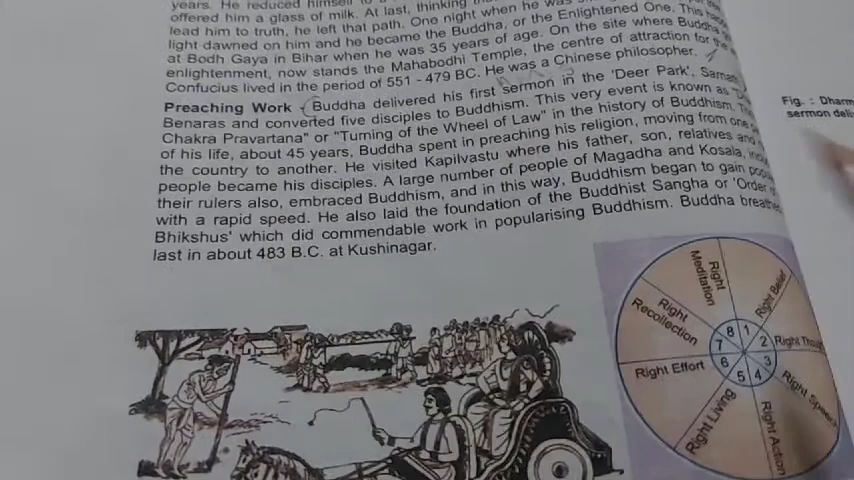 years. He reduced himself to
offered him a glass of milk. At last, thinking
lead him to truth, he left that path. One night when he was
light dawned on him and he became the Buddha, or the Enlightened One. This
at Bodh Gaya in Bihar when he was 35 years of age. On the site where Buddha
enlightenment, now stands the Mahabodhi Temple, the centre of attraction for
Confucius lived in the period of 551 - 479 BC. He was a Chinese philosopher.
Preaching Work - Buddha delivered his first sermon in the 'Deer Park',
Benaras and converted five disciples to Buddhism. This very event is known as
Chakra Pravartana" or "Turning of the Wheel of Law" in the history of Buddhism.
of his life, about 45 years, Buddha spent in preaching his religion, moving from one
the country to another. He visited Kapilvastu where his father, son, relatives and
people became his disciples. A large number of people of Magadha and Kosala,
their rulers also, embraced Buddhism, and in this way, Buddhism began to gain
with a rapid speed. He also laid the foundation of the Buddhist Sangha or 'Order
Bhikshus' which did commendable work in popularising Buddhism. Buddha breathed
last in about 483 B.C. at Kushinagar.
Fig. :
sermon
Right Meditation
Right Belief
Right Recollection
Right
Right Effort
Right Speech
Right Living
Right Action
8 1
7 2
6 3
5 4